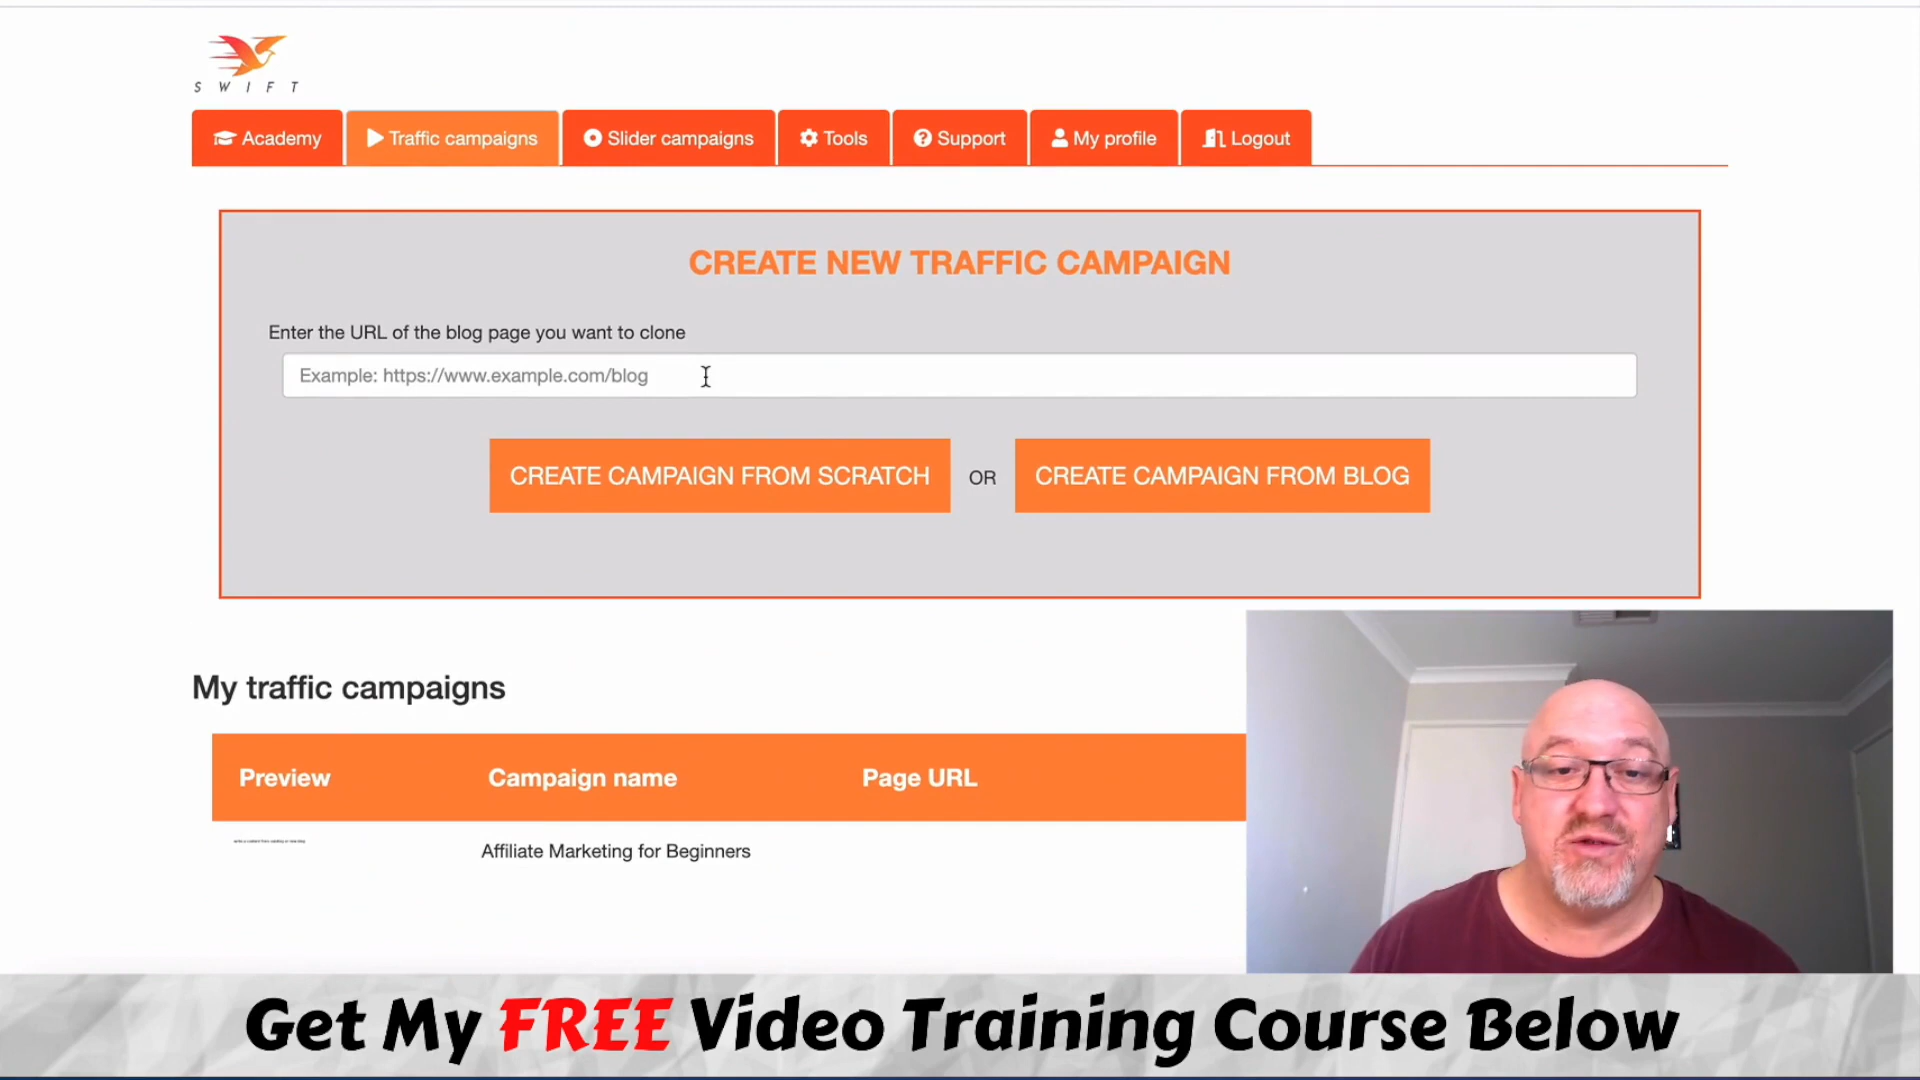 SWIFT
Academy
Traffic campaigns
Slider campaigns
Tools
Support
My profile
Logout
CREATE NEW TRAFFIC CAMPAIGN
Enter the URL of the blog page you want to clone
Example: https://www.example.com/blog
CREATE CAMPAIGN FROM SCRATCH
OR
CREATE CAMPAIGN FROM BLOG
My traffic campaigns
Preview
Campaign name
Page URL
Affiliate Marketing for Beginners
Get My FREE Video Training Course Below